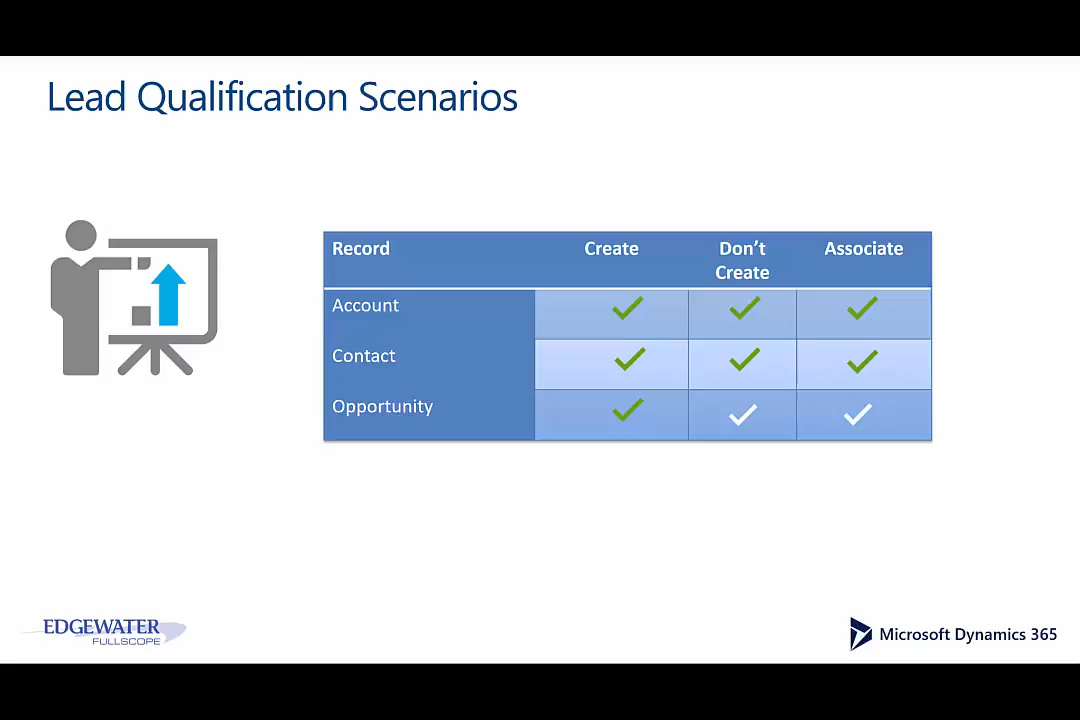 Lead Qualification Scenarios
Record Create Don't Create Associate
Account
Contact
Opportunity
EDGEWATER
FULLSCOPE
Microsoft Dynamics 365